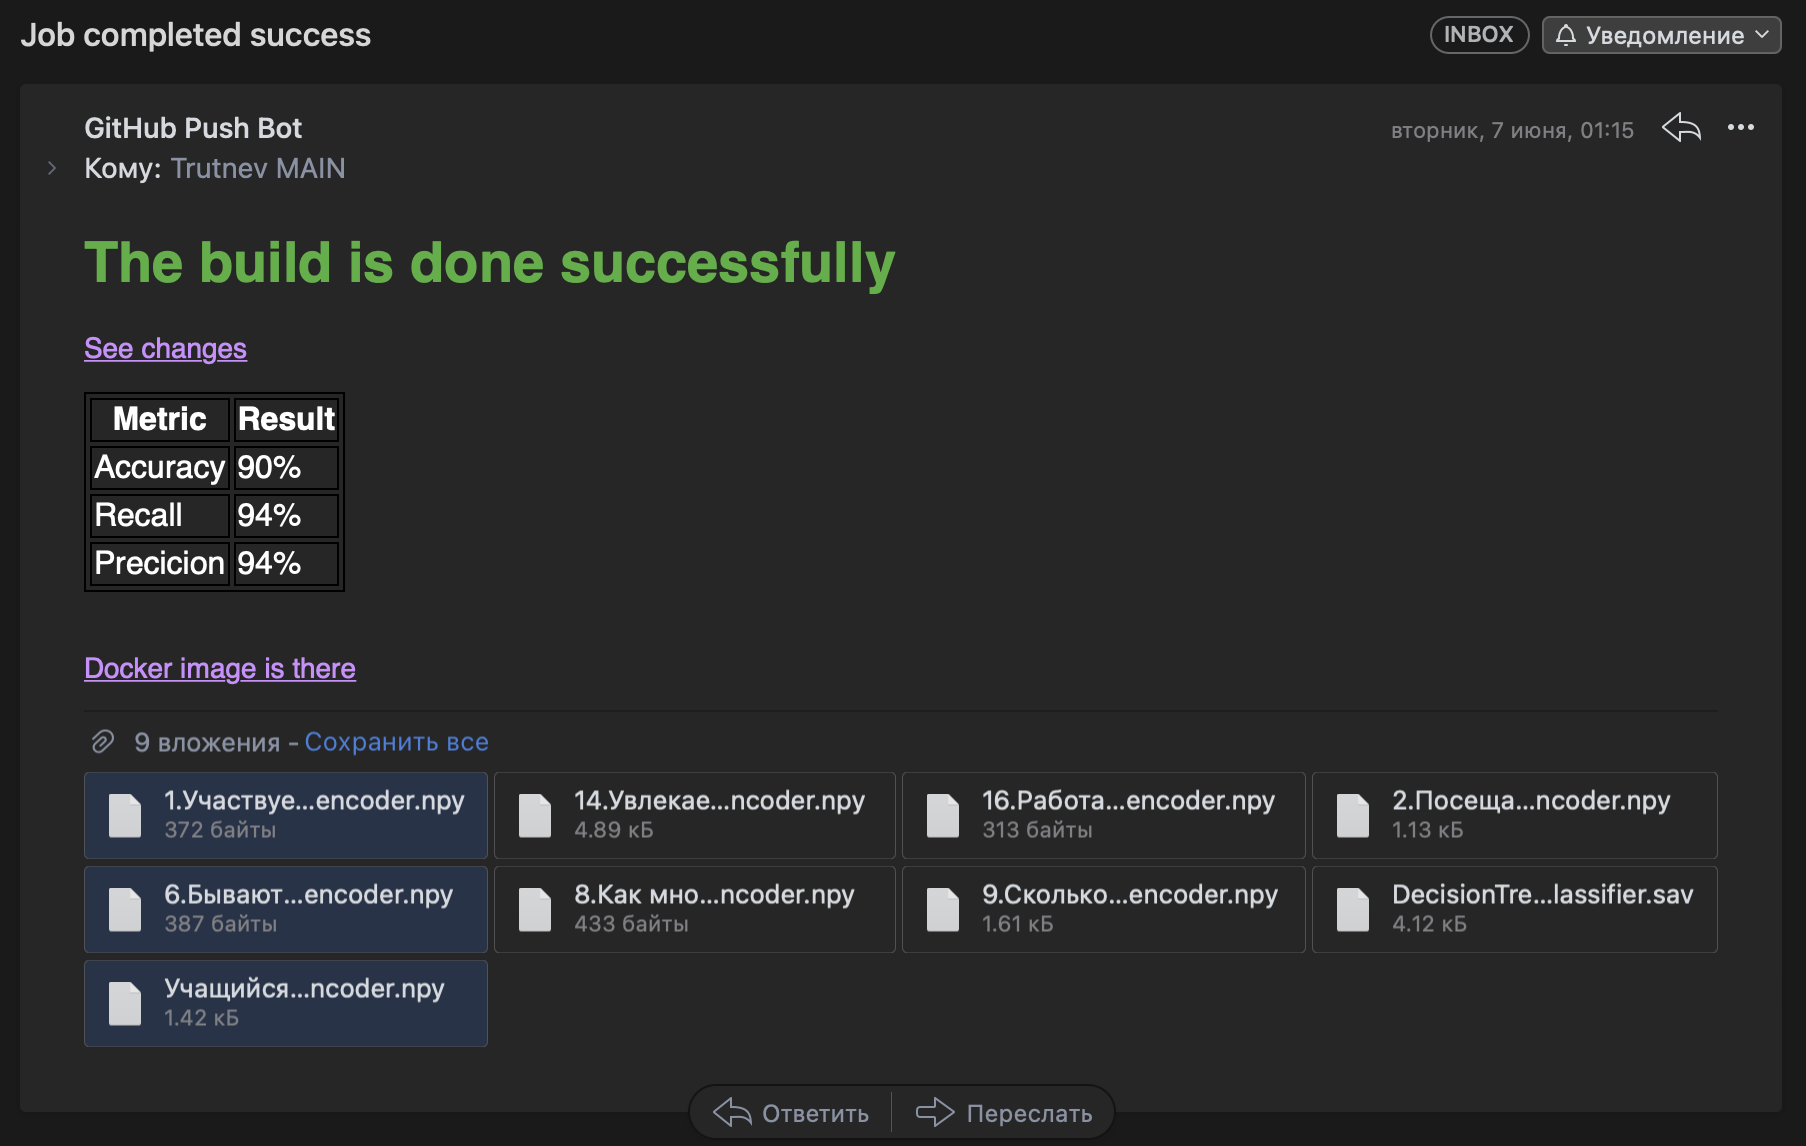 Job completed success
INBOX
Уведомление
GitHub Push Bot
вторник, 7 июня, 01:15
Кому: Trutnev MAIN
The build is done successfully
See changes
Metric Result
Accuracy 90%
Recall 94%
Precicion 94%
Docker image is there
9 вложения - Сохранить все
1.Участвуе...encoder.npy
372 байты
14.Увлекае...ncoder.npy
4.89 кБ
16.Работа...encoder.npy
313 байты
2.Посеща...ncoder.npy
1.13 кБ
6.Бывают...encoder.npy
387 байты
8.Как мно...ncoder.npy
433 байты
9.Сколько...encoder.npy
1.61 кБ
DecisionTre...lassifier.sav
4.12 кБ
Учащийся...ncoder.npy
1.42 кБ
Ответить
Переслать